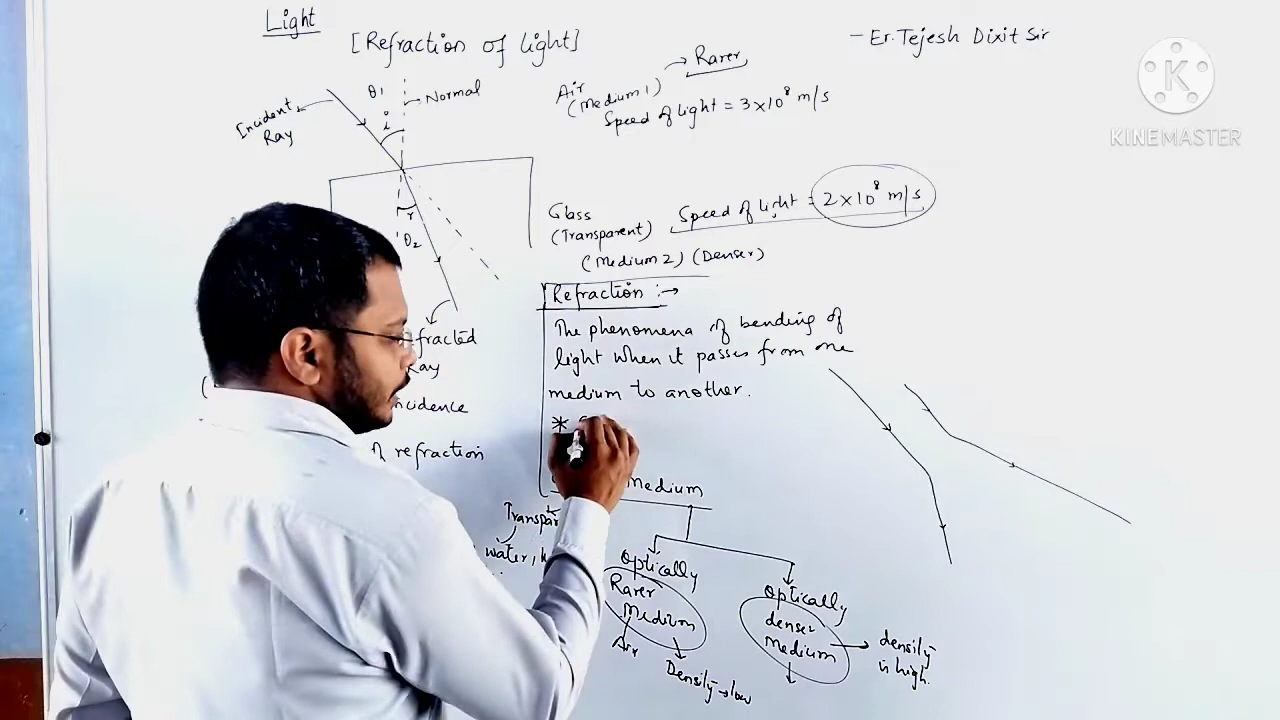 Light
[Refraction of light]
- Er. Tejesh Dixit Sir
KINEMASTER
Incident
Ray
θ1
Normal
i
r
θ2
Air → Rarer
(Medium 1)
Speed of light = 3×10⁸ m/s
Glass
(Transparent)
Speed of light = 2×10⁸ m/s
(Medium 2) (Denser)
Refraction :→
The phenomena of bending of
light when it passes from one
medium to another.
*
Medium
fracted
Ray
ncidence
of refraction
Transpar
water,
Optically
Rarer
Medium
Air
Density → low
Optically
denser
Medium
density
is high.